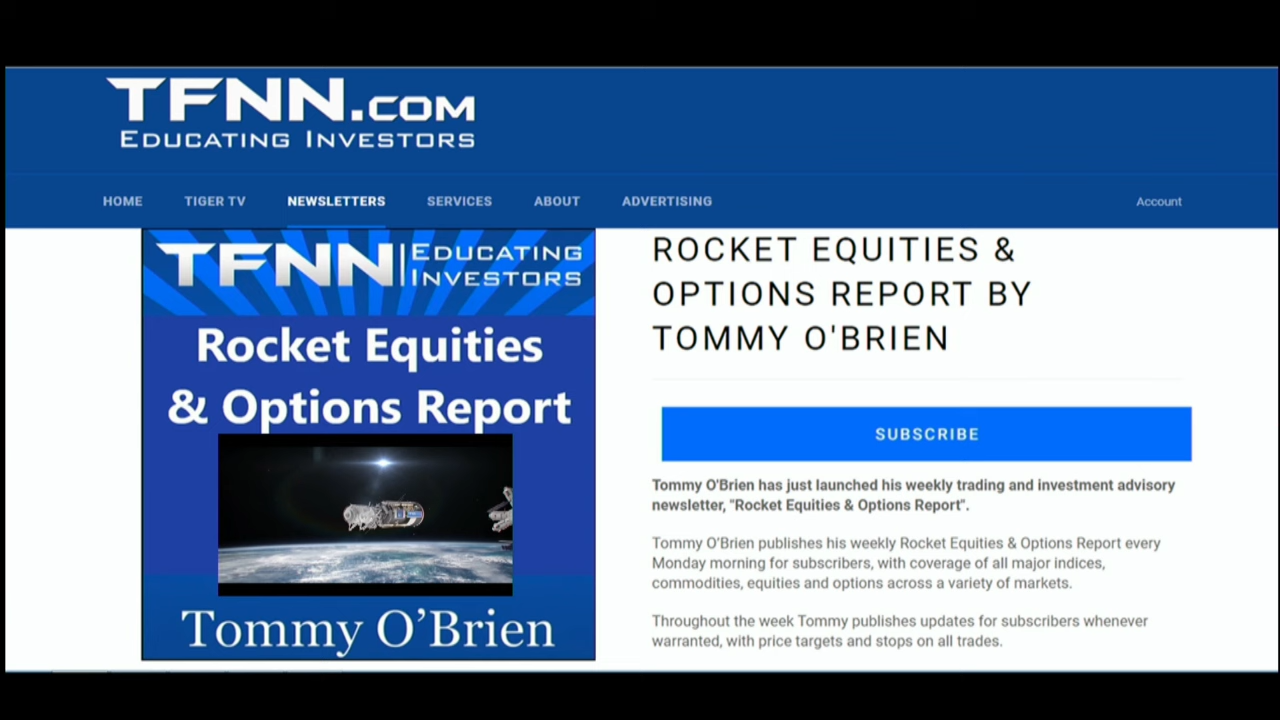 TFNN.COM
EDUCATING INVESTORS
HOME TIGER TV NEWSLETTERS SERVICES ABOUT ADVERTISING Account
TFNN EDUCATING INVESTORS
Rocket Equities
& Options Report
Tommy O’Brien
ROCKET EQUITIES &
OPTIONS REPORT BY
TOMMY O'BRIEN
SUBSCRIBE
Tommy O'Brien has just launched his weekly trading and investment advisory
newsletter, "Rocket Equities & Options Report".
Tommy O'Brien publishes his weekly Rocket Equities & Options Report every
Monday morning for subscribers, with coverage of all major indices,
commodities, equities and options across a variety of markets.
Throughout the week Tommy publishes updates for subscribers whenever
warranted, with price targets and stops on all trades.